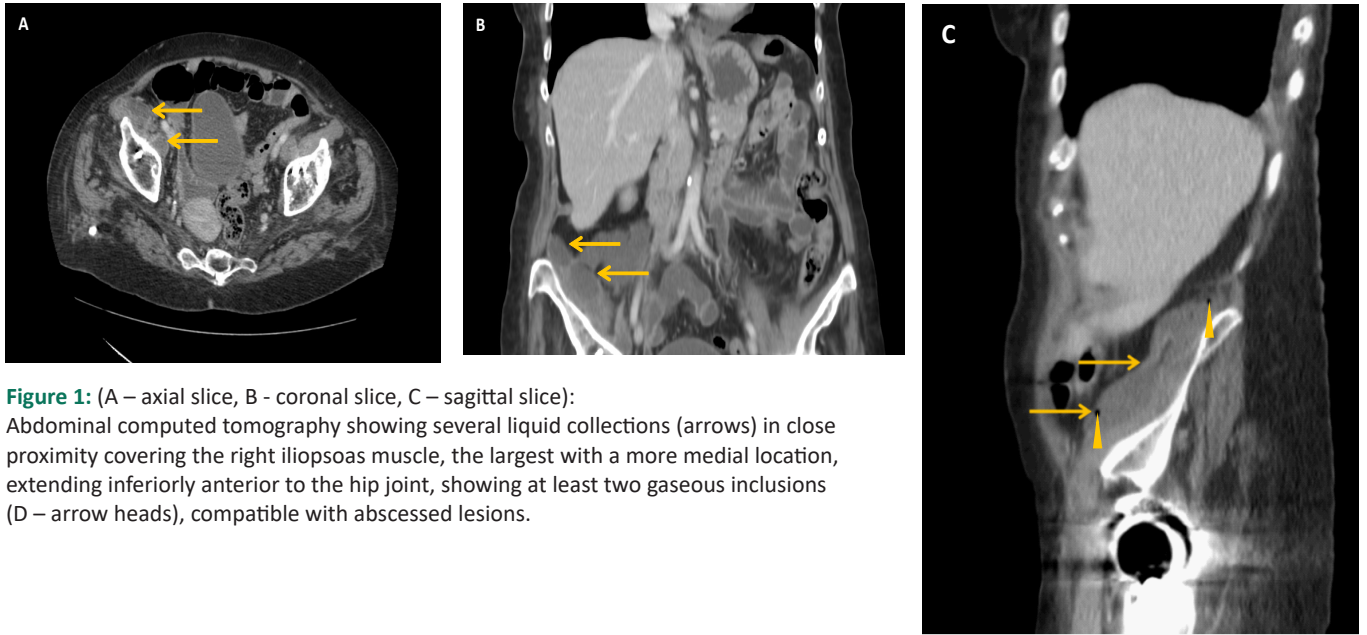 A
B
C
Figure 1: (A – axial slice, B - coronal slice, C – sagittal slice):
Abdominal computed tomography showing several liquid collections (arrows) in close
proximity covering the right iliopsoas muscle, the largest with a more medial location,
extending inferiorly anterior to the hip joint, showing at least two gaseous inclusions
(D – arrow heads), compatible with abscessed lesions.